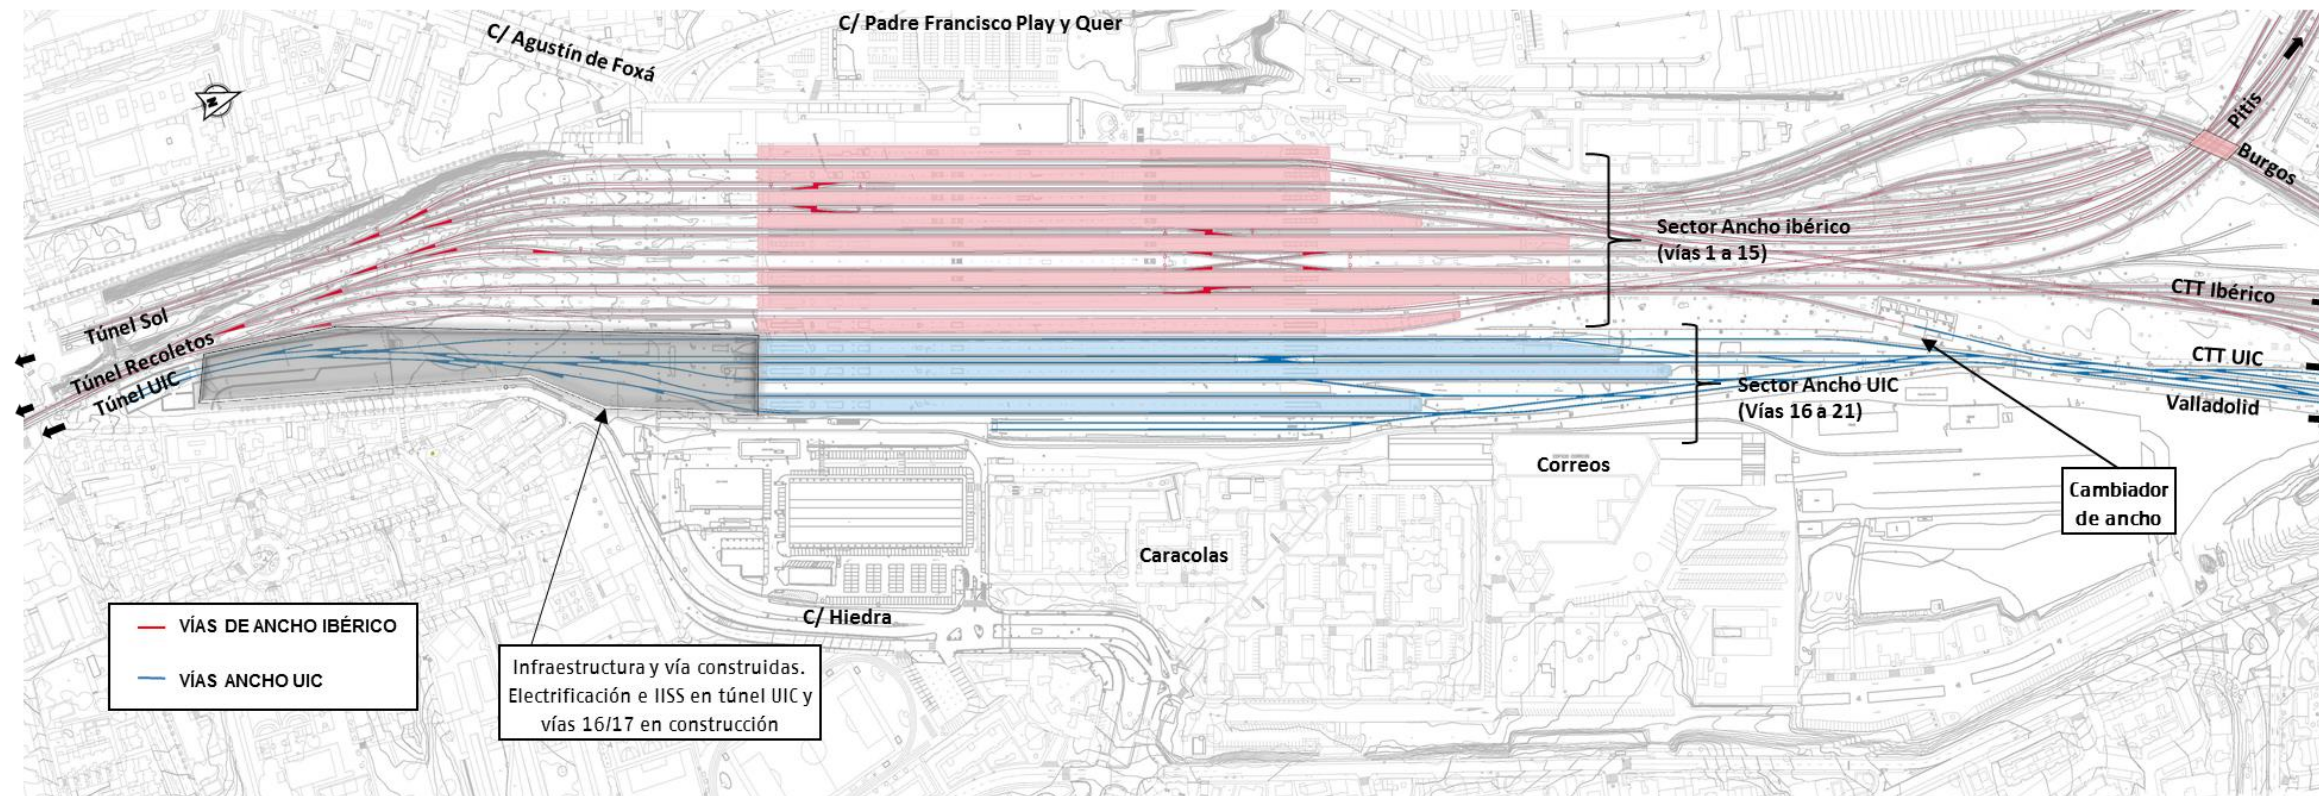 C/ Padre Francisco Play y Quer
C/ Agustín de Foxá
N
Pitis
Burgos
Sector Ancho ibérico
(vías 1 a 15)
CTT Ibérico
Túnel Sol
Túnel Recoletos
Túnel UIC
CTT UIC
Valladolid
Sector Ancho UIC
(Vías 16 a 21)
Correos
Cambiador
de ancho
Caracolas
C/ Hiedra
VÍAS DE ANCHO IBÉRICO
VÍAS ANCHO UIC
Infraestructura y vía construidas.
Electrificación e IISS en túnel UIC y
vías 16/17 en construcción